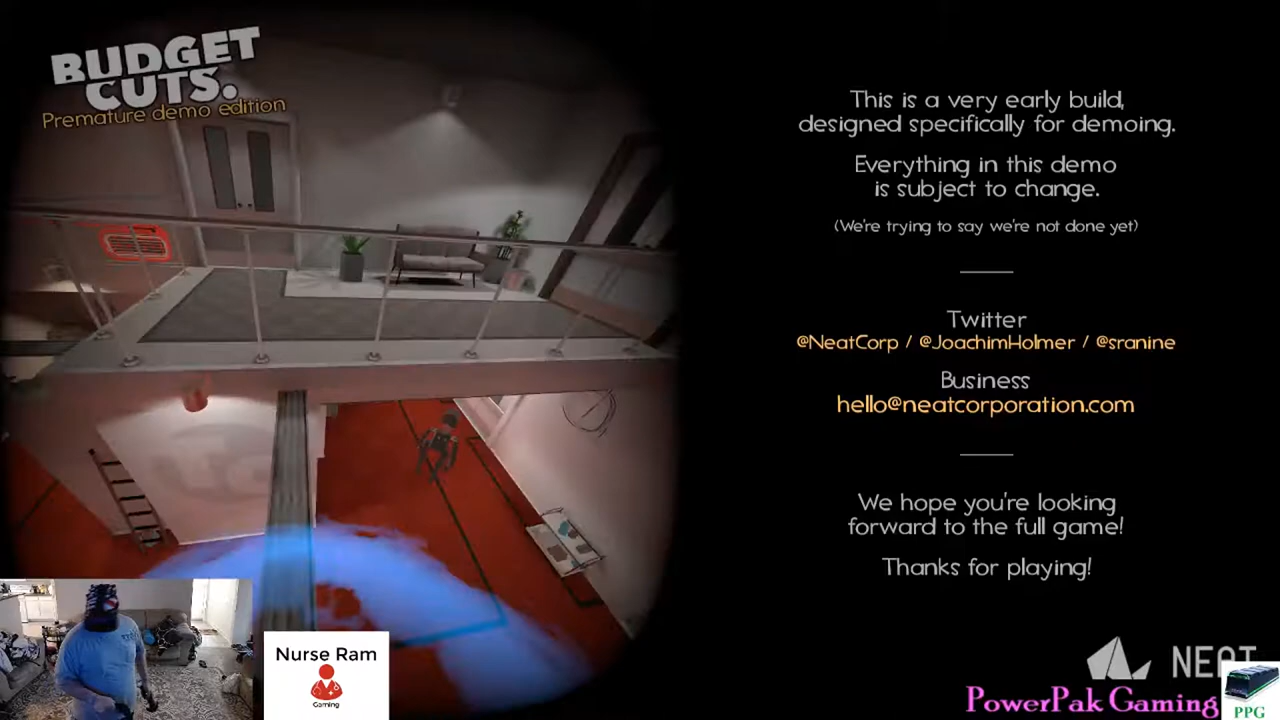 BUDGET
CUTS.
Premature demo edition
This is a very early build,
designed specifically for demoing.
Everything in this demo
is subject to change.
(We're trying to say we're not done yet)
Twitter
@NeatCorp / @JoachimHolmer / @sranine
Business
hello@neatcorporation.com
We hope you're looking
forward to the full game!
Thanks for playing!
NEAT
Nurse Ram
Gaming
PowerPak Gaming
PPG